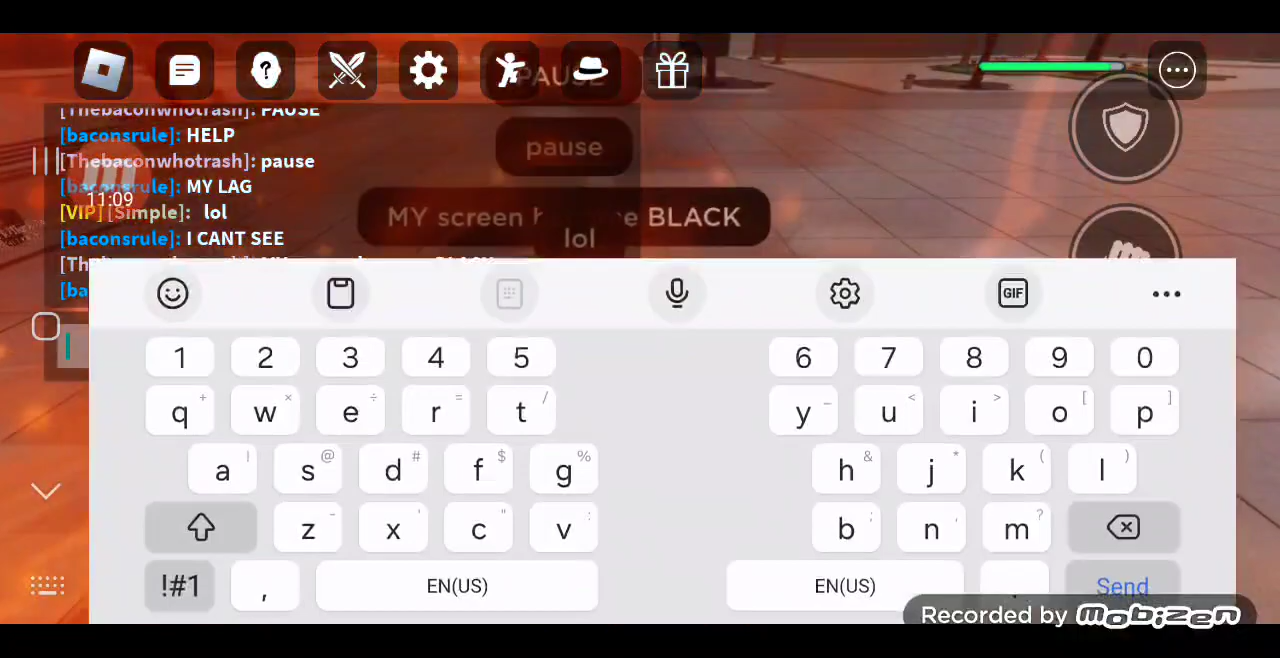 PAUSE
[Thebaconwhotrash]: PAUSE
[baconsrule]: HELP
[Thebaconwhotrash]: pause
[baconsrule]: MY LAG
[VIP] [Simple]: lol
[baconsrule]: I CANT SEE
11:09
pause
MY screen BLACK
lol
GIF
1 2 3 4 5 6 7 8 9 0
q w e r t y u i o p
a s d f g h j k l
z x c v b n m
!#1 , EN(US) EN(US) . Send
Recorded by mobizen